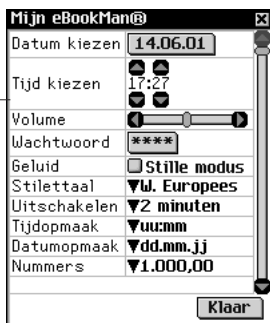 Mijn eBookMan®
Datum kiezen 14.06.01
Tijd kiezen 17:27
Volume
Wachtwoord ****
Geluid Stille modus
Stilettaal W. Europees
Uitschakelen 2 minuten
Tijdopmaak uu:mm
Datumopmaak dd.mm.jj
Nummers 1.000,00
Klaar